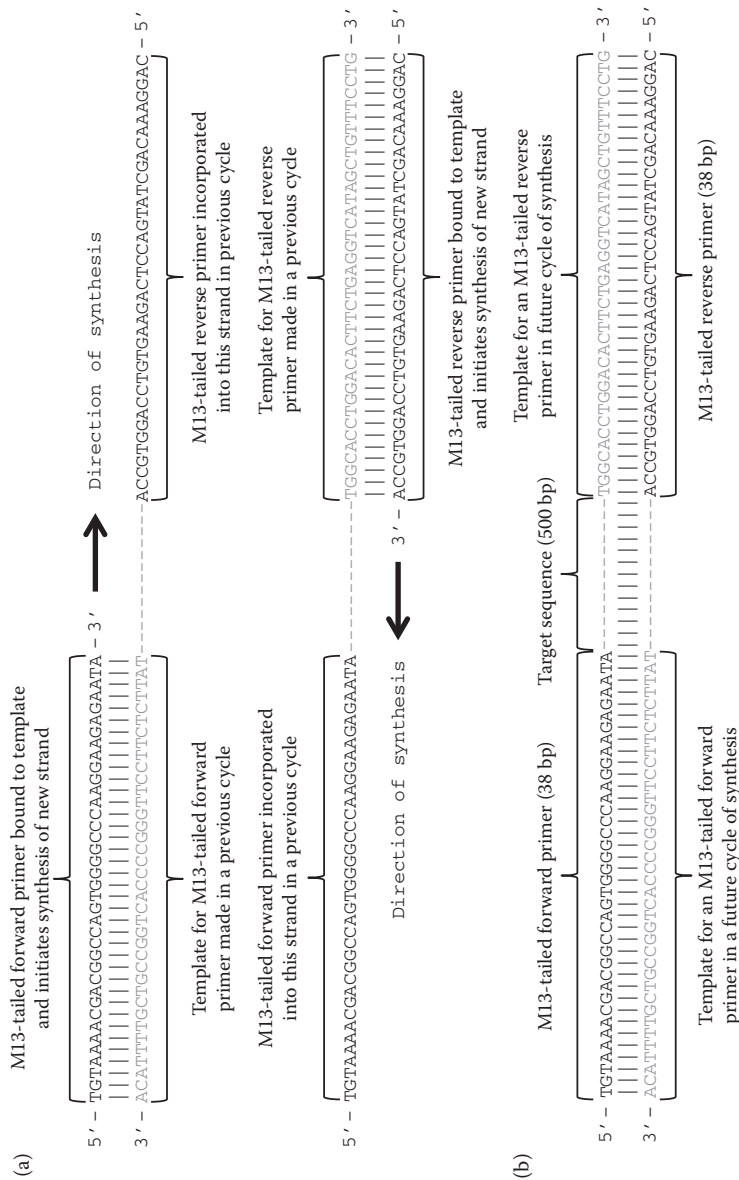 (a)
M13-tailed forward primer bound to template
and initiates synthesis of new strand
Direction of synthesis
5′ – TGTAAAACGACGGCCAGTGGGGCCCAAGGAAGAGAATA – 3′
3′ – ACATTTTGCTGCCGGTCACCCCGGGTTCCTTCTCTTAT---------------ACCGTGGACCTGTGAAGACTCCAGTATCGACAAAGGAC – 5′
Template for M13-tailed forward
primer made in a previous cycle
M13-tailed reverse primer incorporated
into this strand in previous cycle
M13-tailed forward primer incorporated
into this strand in a previous cycle
Template for M13-tailed reverse
primer made in a previous cycle
5′ – TGTAAAACGACGGCCAGTGGGGCCCAAGGAAGAGAATA---------------TGGCACCTGGACACTTCTGAGGTCATAGCTGTTTCCTG – 3′
Direction of synthesis
3′ – ACCGTGGACCTGTGAAGACTCCAGTATCGACAAAGGAC – 5′
M13-tailed reverse primer bound to template
and initiates synthesis of new strand
(b)
M13-tailed forward primer (38 bp)
Target sequence (500 bp)
Template for an M13-tailed reverse
primer in future cycle of synthesis
5′ – TGTAAAACGACGGCCAGTGGGGCCCAAGGAAGAGAATA---------------TGGCACCTGGACACTTCTGAGGTCATAGCTGTTTCCTG – 3′
3′ – ACATTTTGCTGCCGGTCACCCCGGGTTCCTTCTCTTAT---------------ACCGTGGACCTGTGAAGACTCCAGTATCGACAAAGGAC – 5′
Template for an M13-tailed forward
primer in a future cycle of synthesis
M13-tailed reverse primer (38 bp)